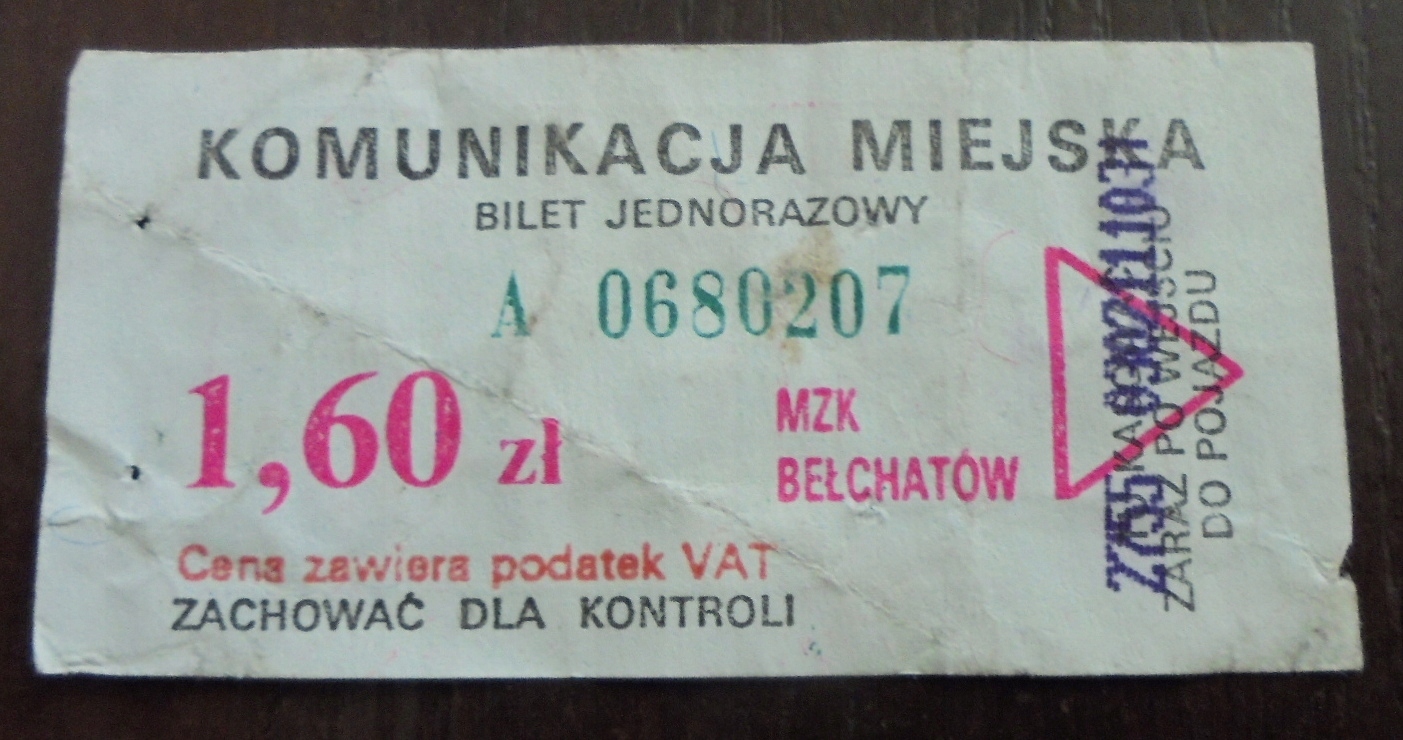 KOMUNIKACJA MIEJSKA
BILET JEDNORAZOWY
A 0680207
1,60 zł
MZK
BEŁCHATÓW
Cena zawiera podatek VAT
ZACHOWAĆ DLA KONTROLI
ZARAZ PO WEJŚCIU
DO POJAZDU